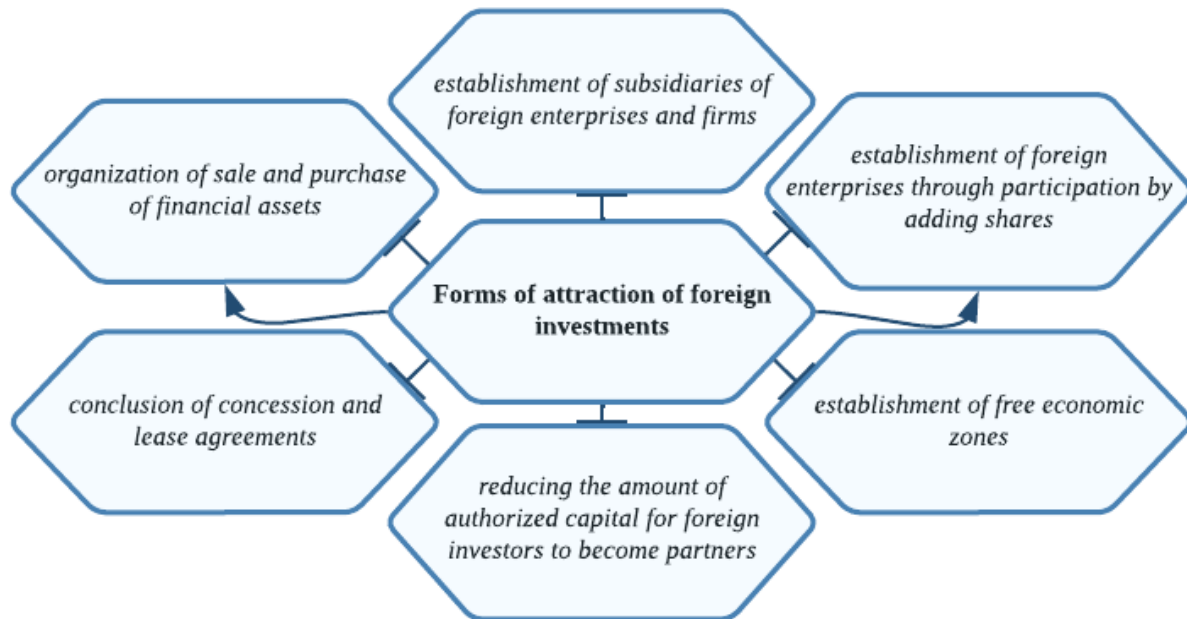 establishment of subsidiaries of
foreign enterprises and firms
organization of sale and purchase
of financial assets
establishment of foreign
enterprises through participation by
adding shares
Forms of attraction of foreign
investments
conclusion of concession and
lease agreements
establishment of free economic
zones
reducing the amount of
authorized capital for foreign
investors to become partners